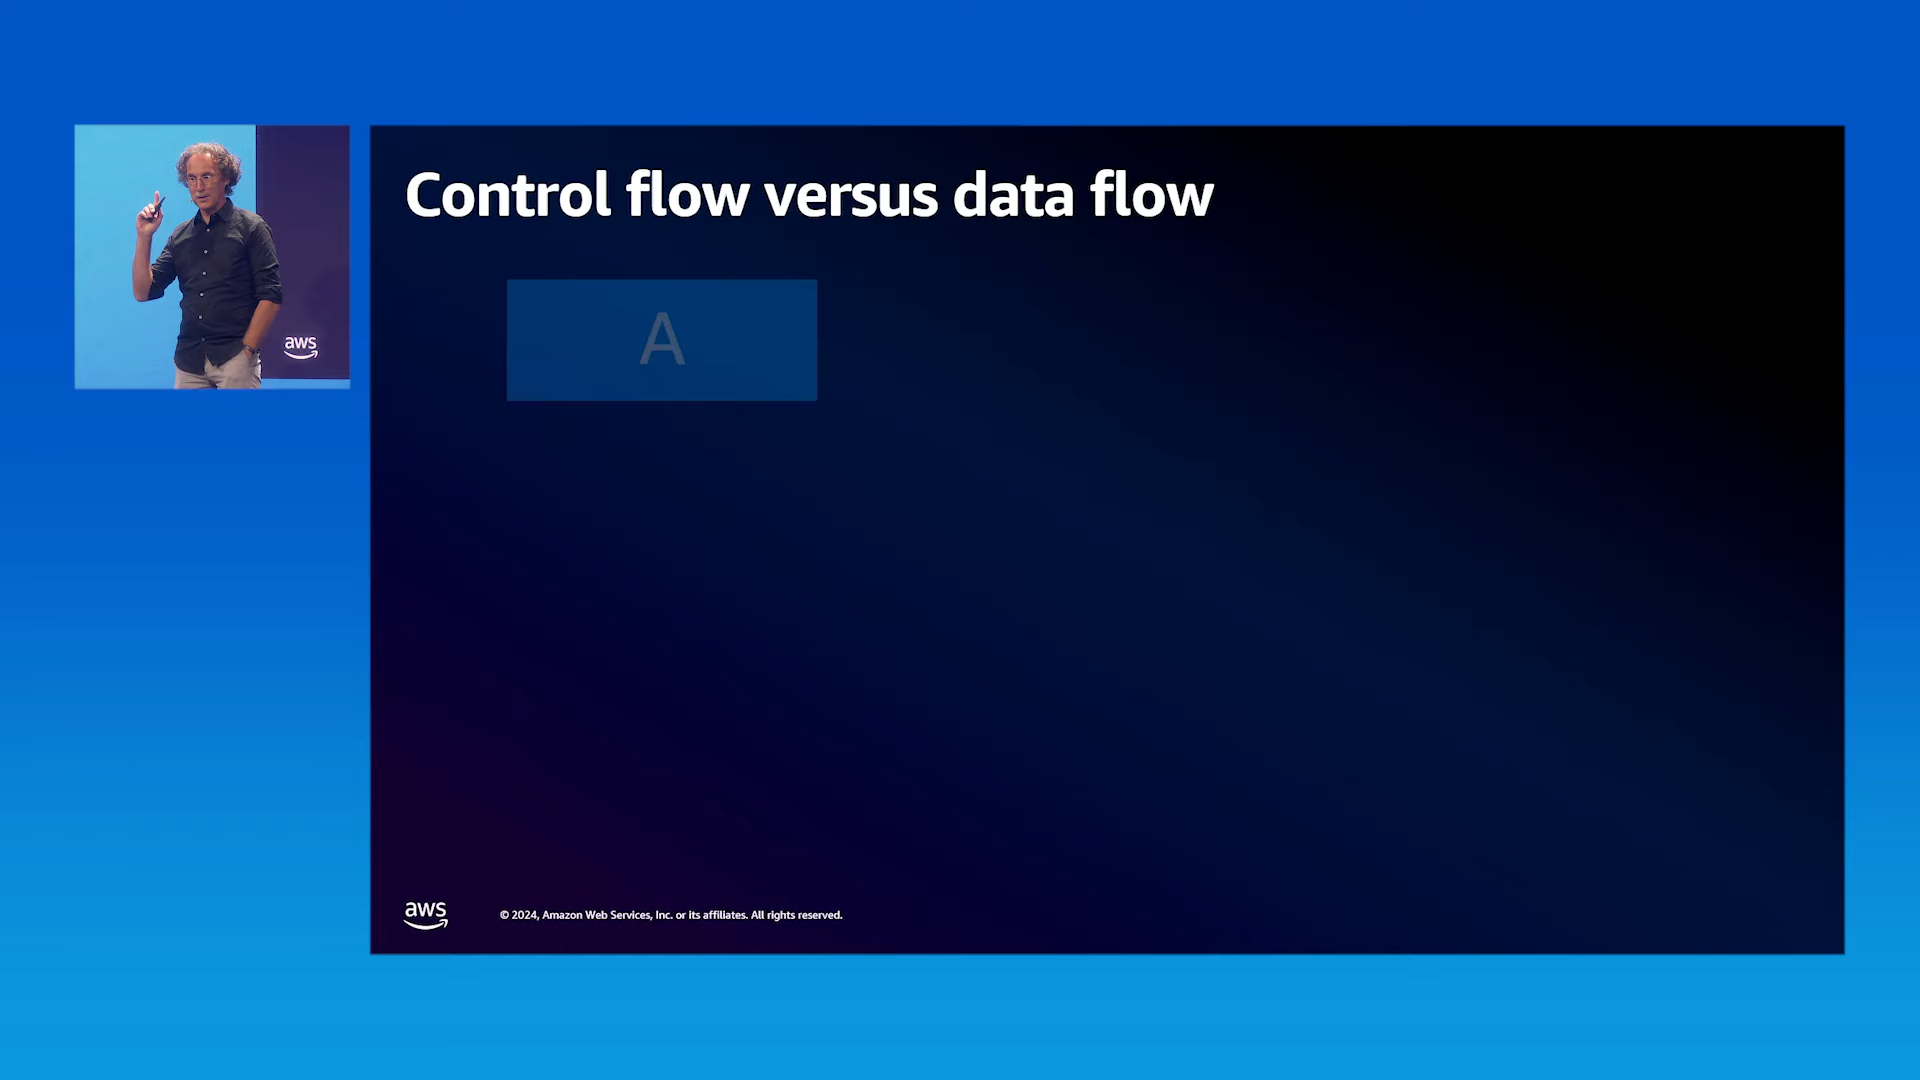 aws
Control flow versus data flow
A
aws
© 2024, Amazon Web Services, Inc. or its affiliates. All rights reserved.